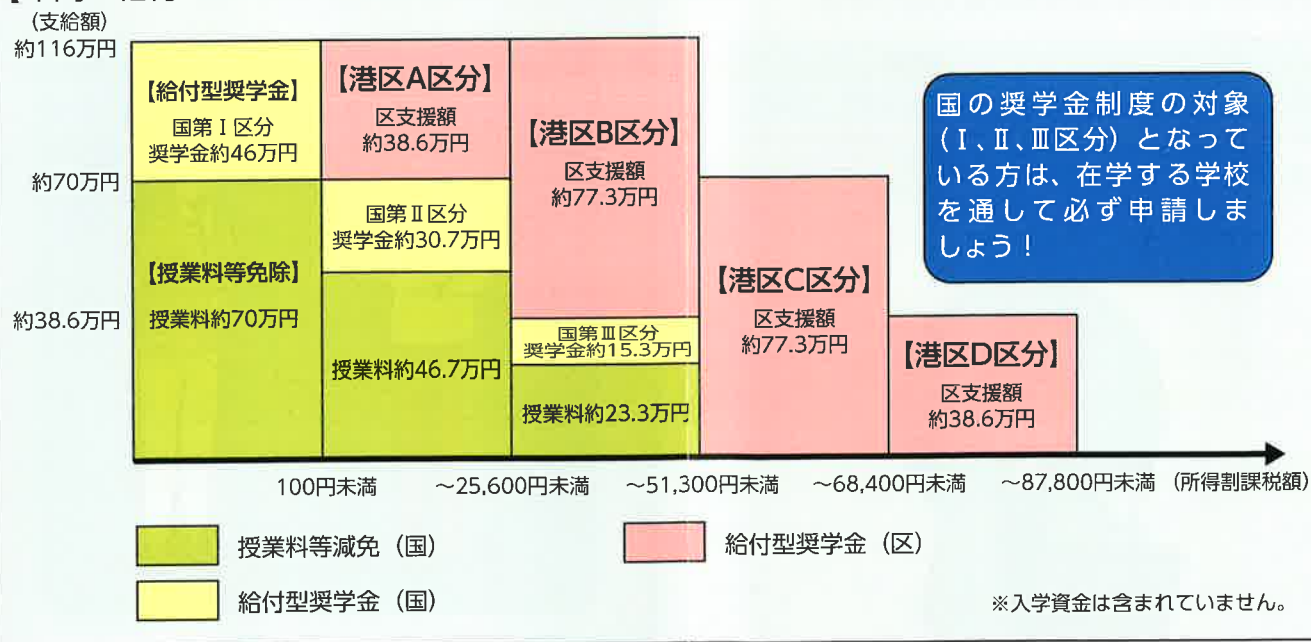 (支給額)
約116万円
約70万円
約38.6万円
【給付型奨学金】
国第Ⅰ区分
奨学金約46万円
【授業料等免除】
授業料約70万円
【港区A区分】
区支援額
約38.6万円
国第Ⅱ区分
奨学金約30.7万円
授業料約46.7万円
【港区B区分】
区支援額
約77.3万円
国第Ⅲ区分
奨学金約15.3万円
授業料約23.3万円
【港区C区分】
区支援額
約77.3万円
【港区D区分】
区支援額
約38.6万円
国の奨学金制度の対象
(Ⅰ、Ⅱ、Ⅲ区分)となって
いる方は、在学する学校
を通して必ず申請しま
しょう!
100円未満 ～25,600円未満 ～51,300円未満 ～68,400円未満 ～87,800円未満 (所得割課税額)
授業料等減免(国)
給付型奨学金(区)
給付型奨学金(国)
※入学資金は含まれていません。